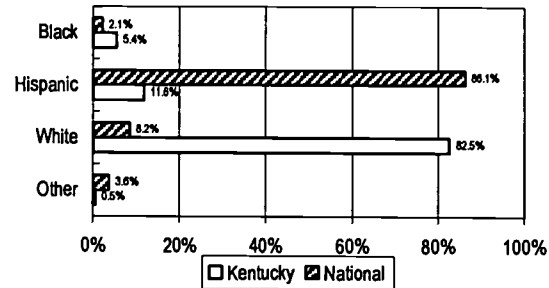 Black
2.1%
5.4%
Hispanic
86.1%
11.6%
White
8.2%
82.5%
Other
3.6%
0.5%
0% 20% 40% 60% 80% 100%
Kentucky National